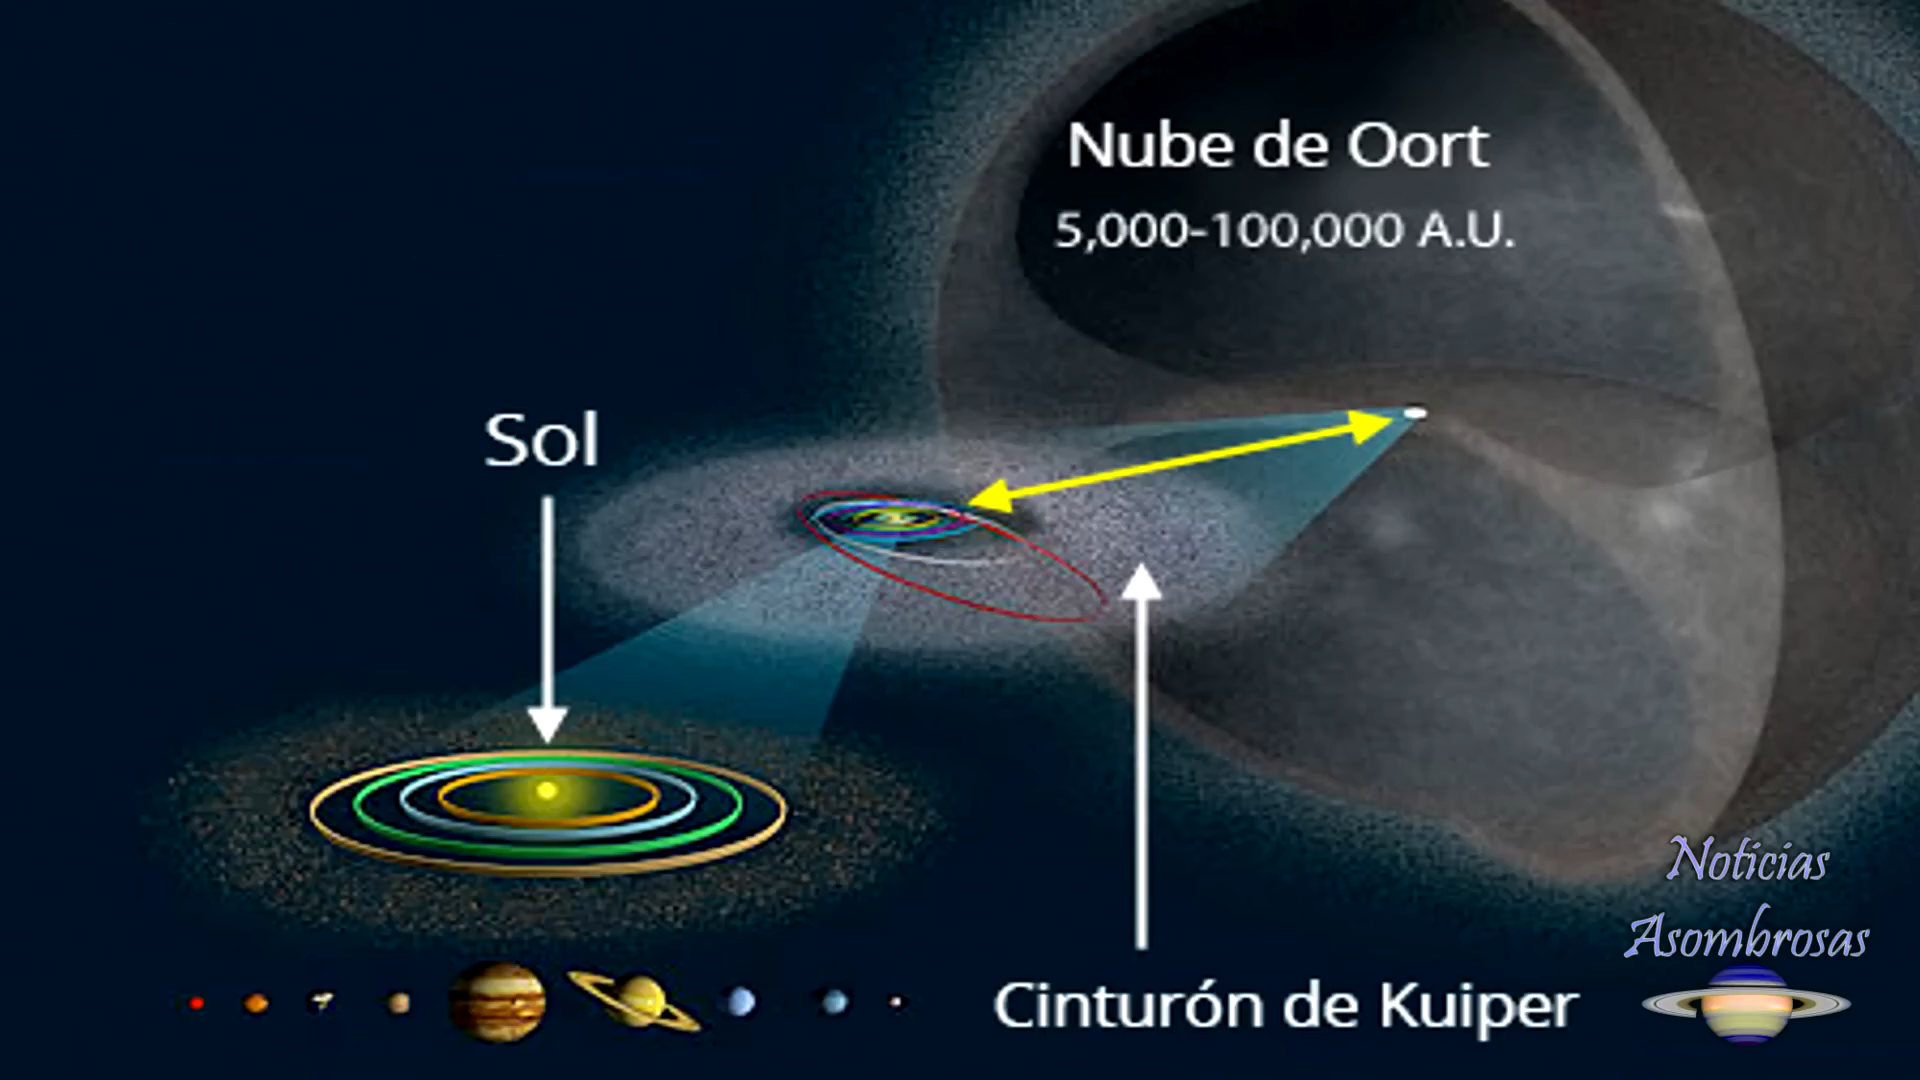 Nube de Oort
5,000-100,000 A.U.
Sol
Cinturón de Kuiper
Noticias
Asombrosas